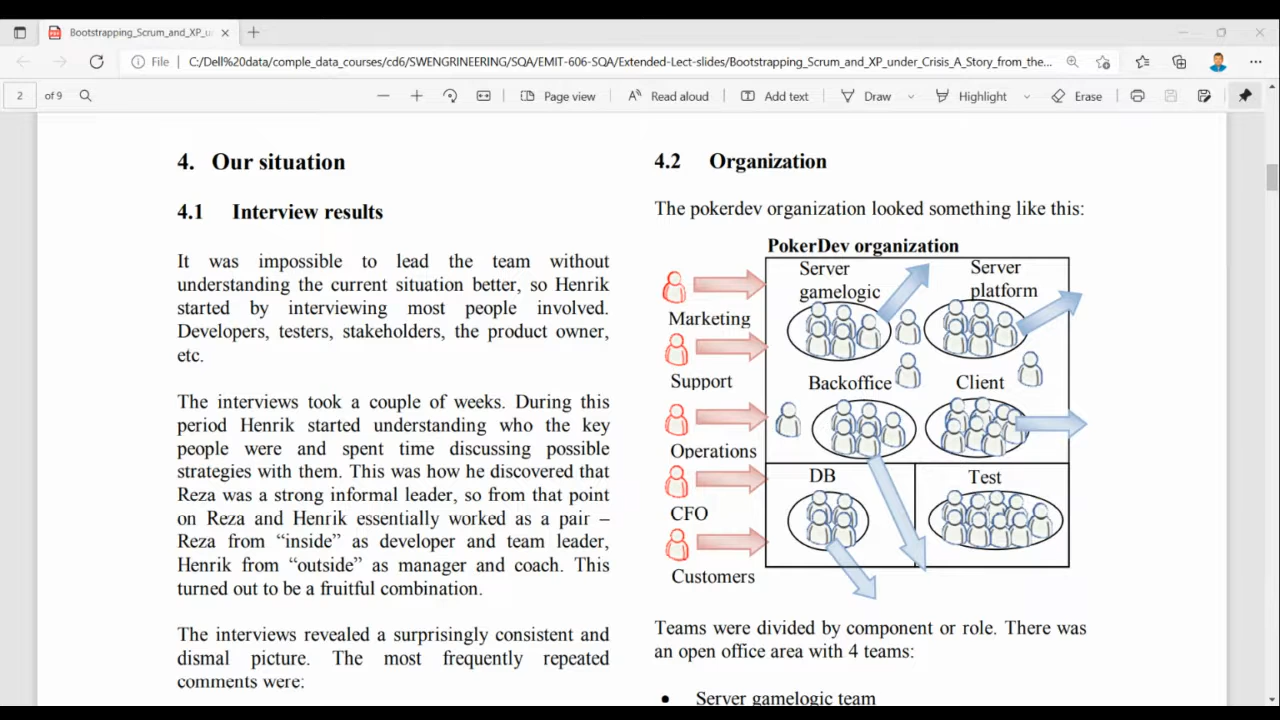 Bootstrapping_Scrum_and_XP_u
File
C:/Dell%20data/comple_data_courses/cd6/SWENGRINEERING/SQA/EMIT-606-SQA/Extended-Lect-slides/Bootstrapping_Scrum_and_XP_under_Crisis_A_Story_from_the...
2 of 9
Page view
Read aloud
Add text
Draw
Highlight
Erase
4. Our situation
4.1 Interview results
It was impossible to lead the team without
understanding the current situation better, so Henrik
started by interviewing most people involved.
Developers, testers, stakeholders, the product owner,
etc.
The interviews took a couple of weeks. During this
period Henrik started understanding who the key
people were and spent time discussing possible
strategies with them. This was how he discovered that
Reza was a strong informal leader, so from that point
on Reza and Henrik essentially worked as a pair –
Reza from “inside” as developer and team leader,
Henrik from “outside” as manager and coach. This
turned out to be a fruitful combination.
The interviews revealed a surprisingly consistent and
dismal picture. The most frequently repeated
comments were:
4.2 Organization
The pokerdev organization looked something like this:
PokerDev organization
Server
gamelogic
Server
platform
Marketing
Support
Backoffice
Client
Operations
DB
Test
CFO
Customers
Teams were divided by component or role. There was
an open office area with 4 teams:
• Server gamelogic team